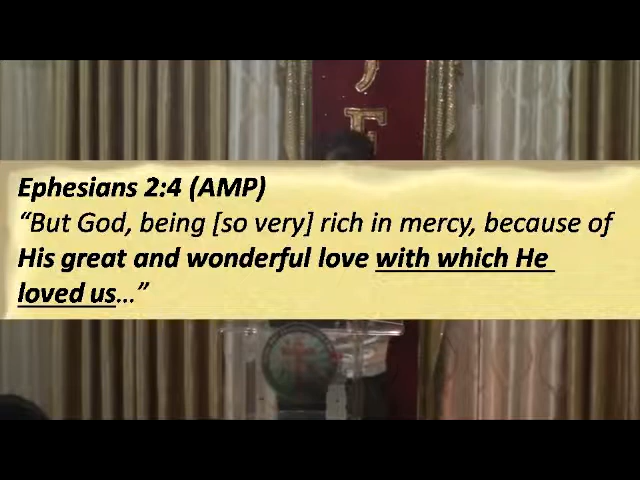 J
E
Ephesians 2:4 (AMP)
“But God, being [so very] rich in mercy, because of
His great and wonderful love with which He
loved us…”